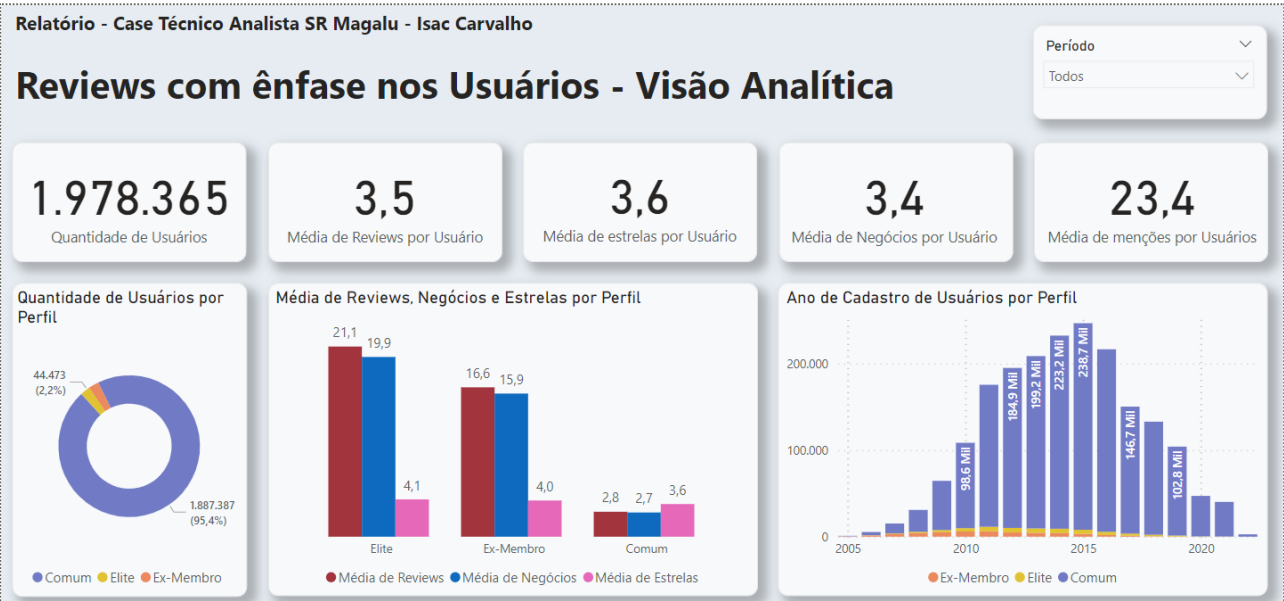 Relatório - Case Técnico Analista SR Magalu - Isac Carvalho
Reviews com ênfase nos Usuários - Visão Analítica
Período
Todos
1.978.365
Quantidade de Usuários
3,5
Média de Reviews por Usuário
3,6
Média de estrelas por Usuário
3,4
Média de Negócios por Usuário
23,4
Média de menções por Usuários
Quantidade de Usuários por
Perfil
44.473
(2,2%)
1.887.387
(95,4%)
Comum Elite Ex-Membro
Média de Reviews, Negócios e Estrelas por Perfil
21,1
19,9
4,1
16,6
15,9
4,0
2,8
2,7
3,6
Elite
Ex-Membro
Comum
Média de Reviews Média de Negócios Média de Estrelas
Ano de Cadastro de Usuários por Perfil
200.000
100.000
0
98,6 Mil
184,9 Mil
199,2 Mil
223,2 Mil
238,7 Mil
146,7 Mil
102,8 Mil
2005
2010
2015
2020
Ex-Membro Elite Comum